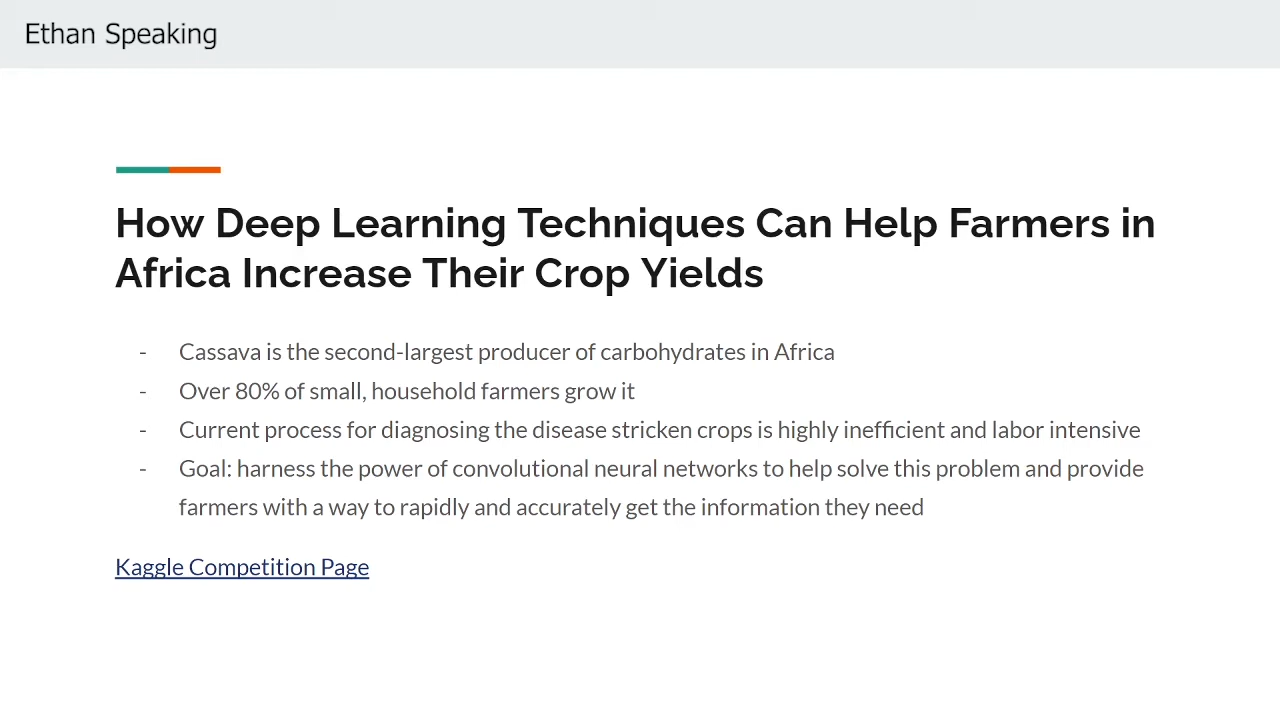 Ethan Speaking
How Deep Learning Techniques Can Help Farmers in
Africa Increase Their Crop Yields
- Cassava is the second-largest producer of carbohydrates in Africa
- Over 80% of small, household farmers grow it
- Current process for diagnosing the disease stricken crops is highly inefficient and labor intensive
- Goal: harness the power of convolutional neural networks to help solve this problem and provide
farmers with a way to rapidly and accurately get the information they need
Kaggle Competition Page